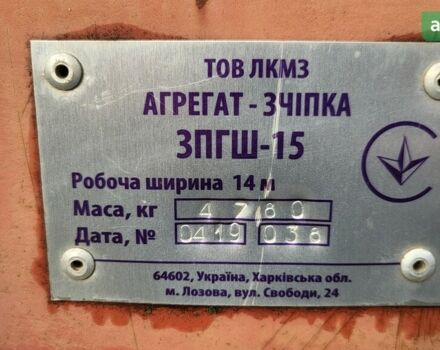 ТОВ ЛКМЗ
АГРЕГАТ - ЗЧІПКА
ЗПГШ-15
Робоча ширина 14 м
Маса, кг 4780
Дата, № 0419 038
64602, Україна, Харківська обл.
м. Лозова, вул. Свободи, 24